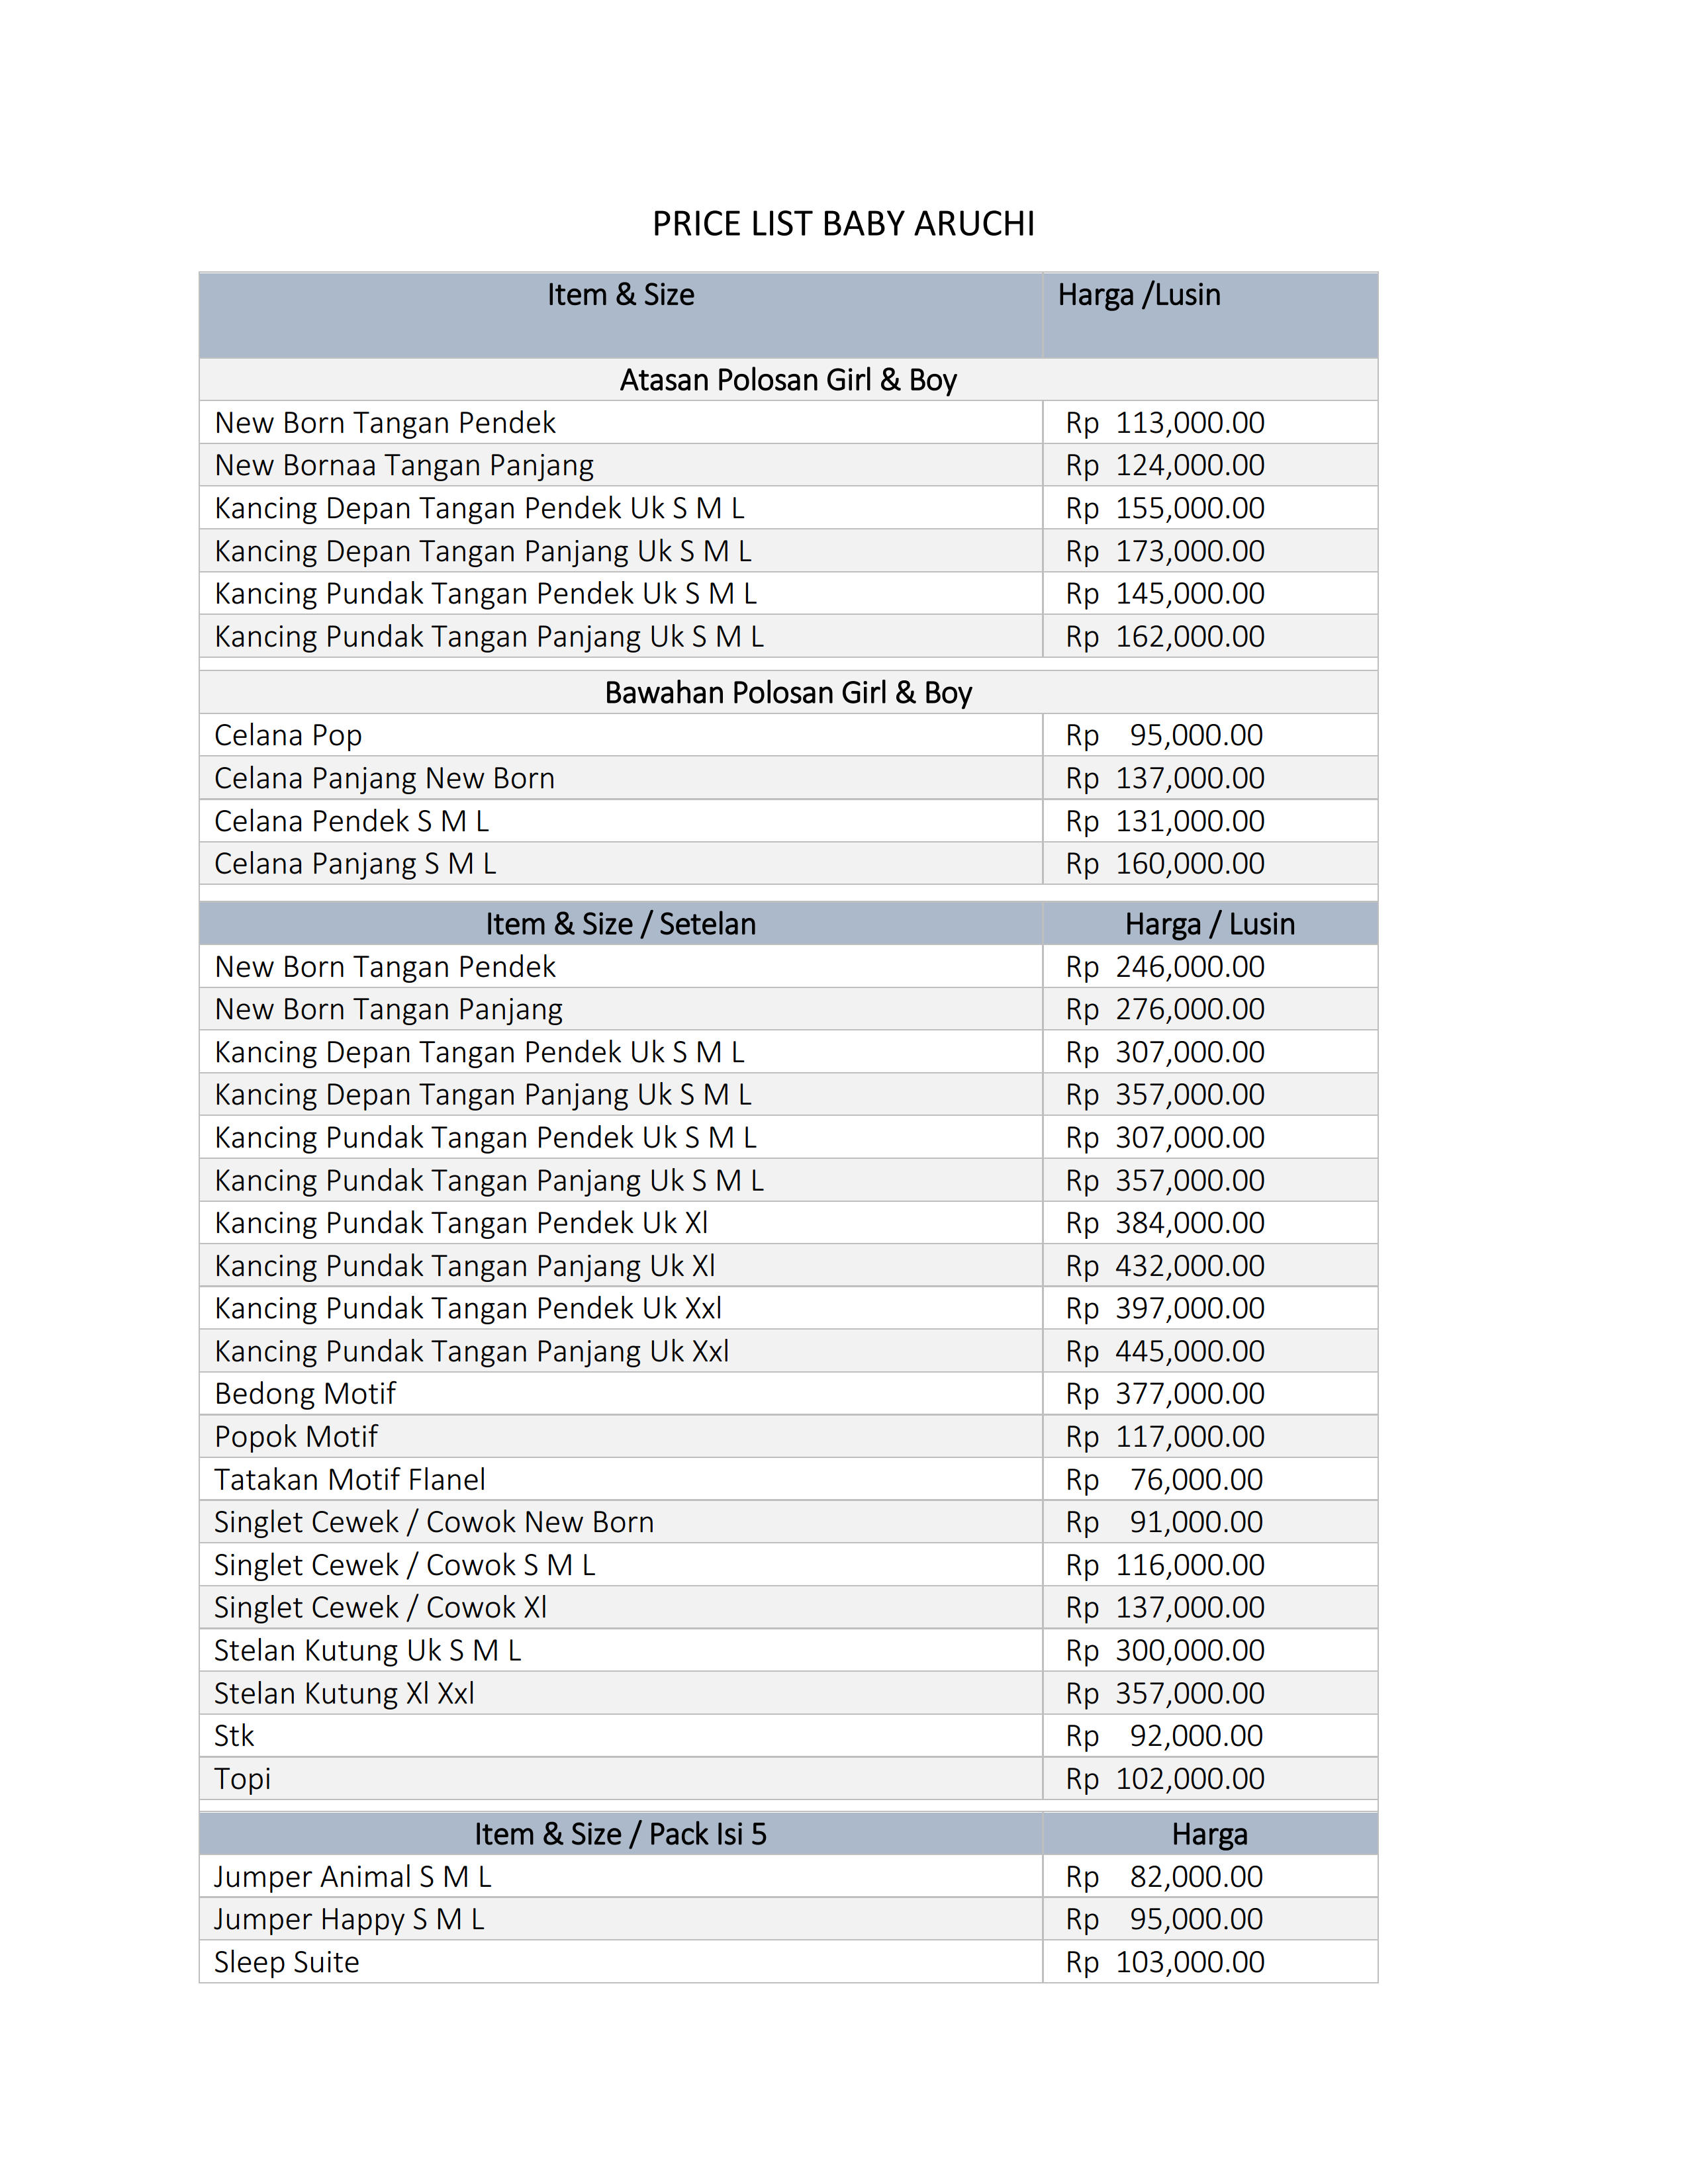 PRICE LIST BABY ARUCHI
Item & Size Harga /Lusin
Atasan Polosan Girl & Boy
New Born Tangan Pendek Rp 113,000.00
New Bornaa Tangan Panjang Rp 124,000.00
Kancing Depan Tangan Pendek Uk S M L Rp 155,000.00
Kancing Depan Tangan Panjang Uk S M L Rp 173,000.00
Kancing Pundak Tangan Pendek Uk S M L Rp 145,000.00
Kancing Pundak Tangan Panjang Uk S M L Rp 162,000.00
Bawahan Polosan Girl & Boy
Celana Pop Rp 95,000.00
Celana Panjang New Born Rp 137,000.00
Celana Pendek S M L Rp 131,000.00
Celana Panjang S M L Rp 160,000.00
Item & Size / Setelan Harga / Lusin
New Born Tangan Pendek Rp 246,000.00
New Born Tangan Panjang Rp 276,000.00
Kancing Depan Tangan Pendek Uk S M L Rp 307,000.00
Kancing Depan Tangan Panjang Uk S M L Rp 357,000.00
Kancing Pundak Tangan Pendek Uk S M L Rp 307,000.00
Kancing Pundak Tangan Panjang Uk S M L Rp 357,000.00
Kancing Pundak Tangan Pendek Uk Xl Rp 384,000.00
Kancing Pundak Tangan Panjang Uk Xl Rp 432,000.00
Kancing Pundak Tangan Pendek Uk Xxl Rp 397,000.00
Kancing Pundak Tangan Panjang Uk Xxl Rp 445,000.00
Bedong Motif Rp 377,000.00
Popok Motif Rp 117,000.00
Tatakan Motif Flanel Rp 76,000.00
Singlet Cewek / Cowok New Born Rp 91,000.00
Singlet Cewek / Cowok S M L Rp 116,000.00
Singlet Cewek / Cowok Xl Rp 137,000.00
Stelan Kutung Uk S M L Rp 300,000.00
Stelan Kutung Xl Xxl Rp 357,000.00
Stk Rp 92,000.00
Topi Rp 102,000.00
Item & Size / Pack Isi 5 Harga
Jumper Animal S M L Rp 82,000.00
Jumper Happy S M L Rp 95,000.00
Sleep Suite Rp 103,000.00